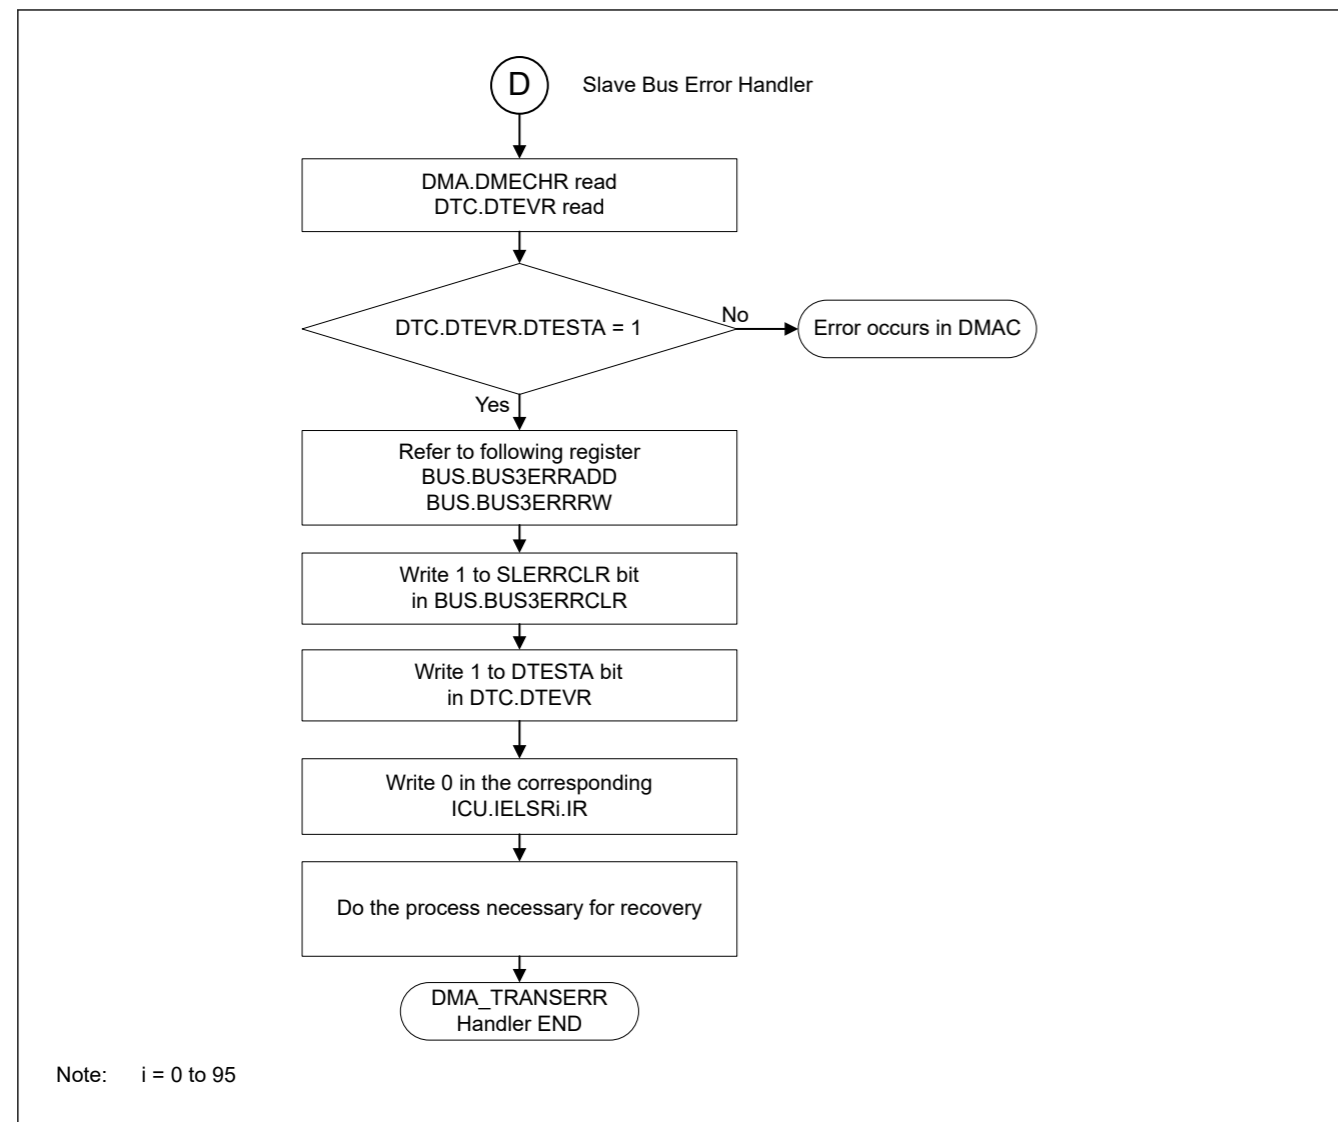 D
Slave Bus Error Handler
DMA.DMECHR read
DTC.DTEVR read
DTC.DTEVR.DTESTA = 1
No
Error occurs in DMAC
Yes
Refer to following register
BUS.BUS3ERRADD
BUS.BUS3ERRRW
Write 1 to SLERRCLR bit
in BUS.BUS3ERRCLR
Write 1 to DTESTA bit
in DTC.DTEVR
Write 0 in the corresponding
ICU.IELSRi.IR
Do the process necessary for recovery
DMA_TRANSERR
Handler END
Note: i = 0 to 95